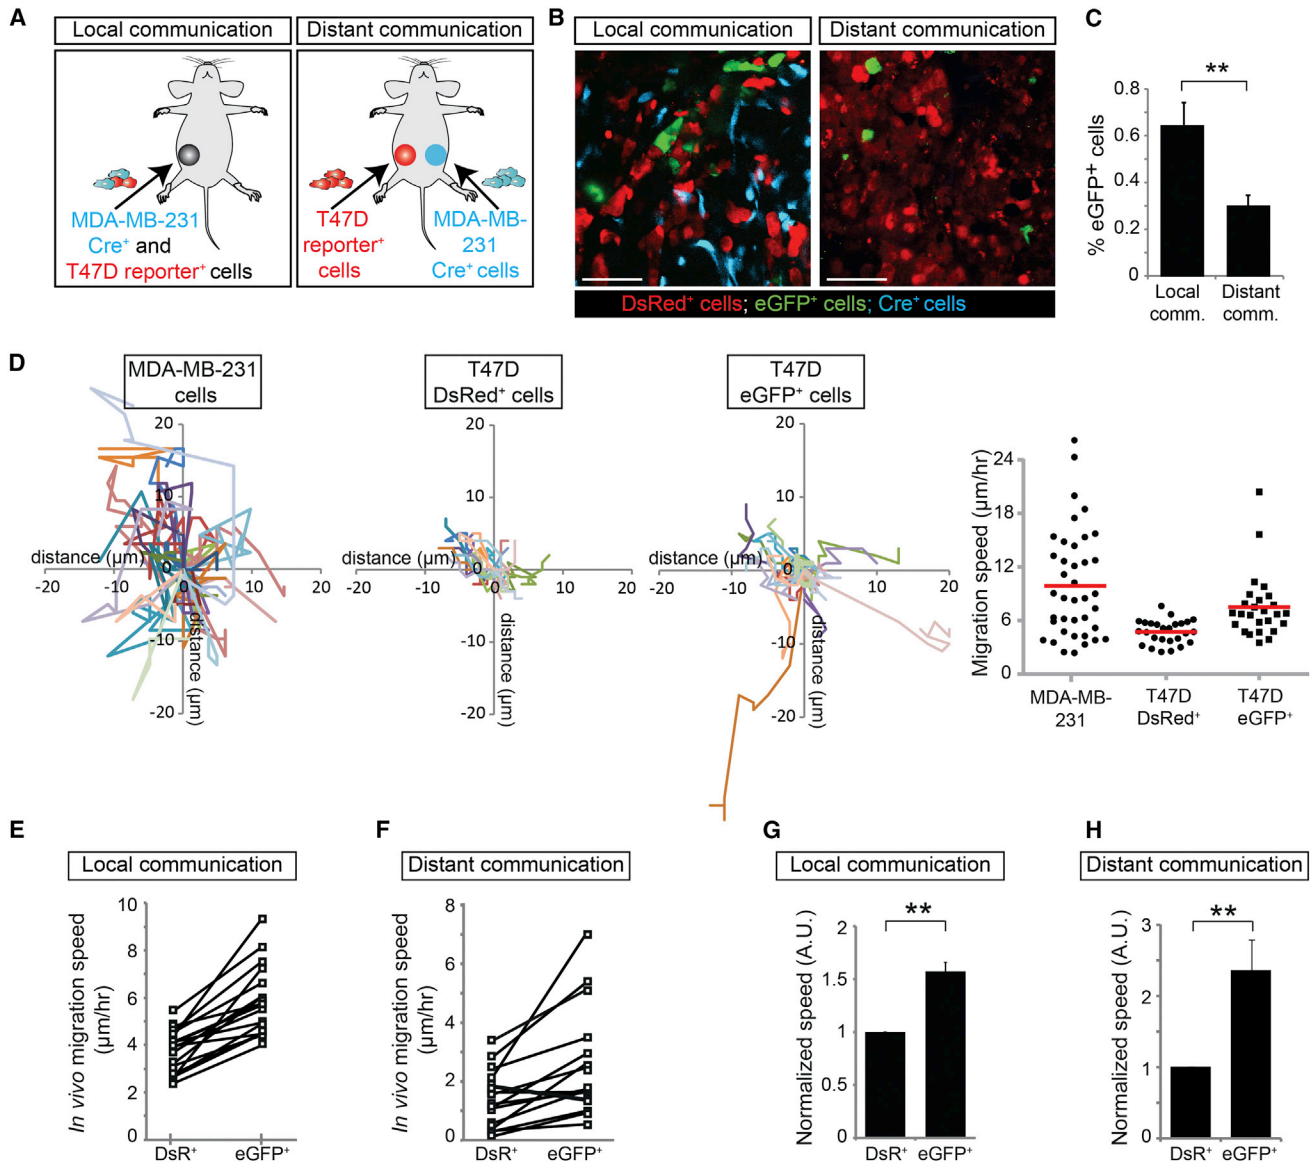 A
Local communication
Distant communication
MDA-MB-231
Cre⁺ and
T47D reporter⁺ cells
T47D
reporter⁺
cells
MDA-MB-
231
Cre⁺ cells
B
Local communication
Distant communication
DsRed⁺ cells; eGFP⁺ cells; Cre⁺ cells
C
**
% eGFP⁺ cells
0.8
0.6
0.4
0.2
0
Local
comm.
Distant
comm.
D
MDA-MB-231
cells
20
10
0
-10
-20
distance (µm)
-20
-10
0
10
20
distance (µm)
T47D
DsRed⁺ cells
20
10
0
-10
-20
distance (µm)
-20
-10
0
10
20
distance (µm)
T47D
eGFP⁺ cells
20
10
0
-10
-20
distance (µm)
-20
-10
0
10
20
distance (µm)
Migration speed (µm/hr)
24
18
12
6
0
MDA-MB-
231
T47D
DsRed⁺
T47D
eGFP⁺
E
Local communication
In vivo migration speed
(µm/hr)
10
8
6
4
2
0
DsR⁺
eGFP⁺
F
Distant communication
In vivo migration speed
(µm/hr)
8
6
4
2
0
DsR⁺
eGFP⁺
G
Local communication
**
Normalized speed (A.U.)
2
1.5
1
0.5
0
DsR⁺
eGFP⁺
H
Distant communication
**
Normalized speed (A.U.)
3
2
1
0
DsR⁺
eGFP⁺